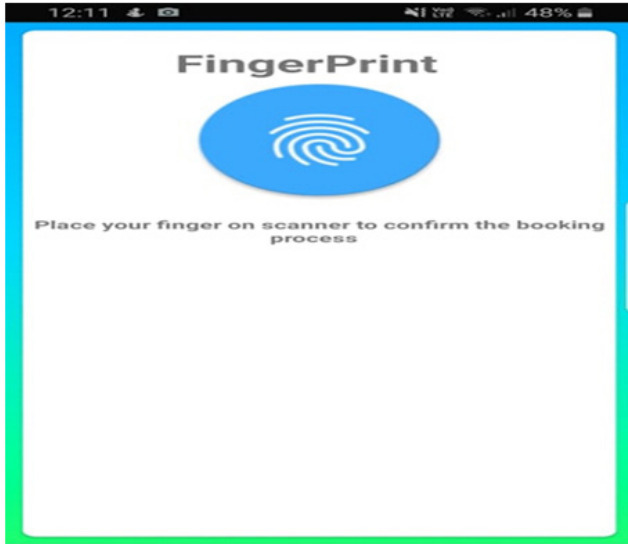 12:11 48%
FingerPrint
Place your finger on scanner to confirm the booking
process